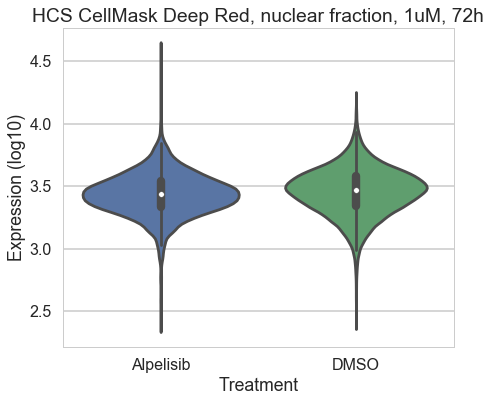 HCS CellMask Deep Red, nuclear fraction, 1uM, 72h
4.5
4.0
3.5
3.0
2.5
Expression (log10)
Alpelisib DMSO
Treatment